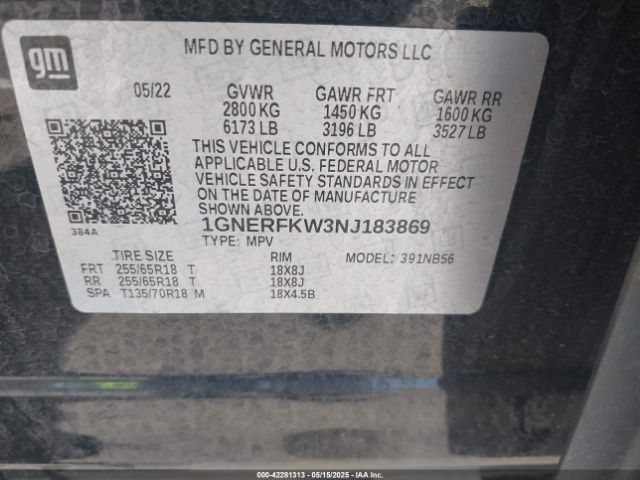 gm
MFD BY GENERAL MOTORS LLC
05/22 GVWR GAWR FRT GAWR RR
2800 KG 1450 KG 1600 KG
6173 LB 3196 LB 3527 LB
THIS VEHICLE CONFORMS TO ALL
APPLICABLE U.S. FEDERAL MOTOR
VEHICLE SAFETY STANDARDS IN EFFECT
ON THE DATE OF MANUFACTURE
SHOWN ABOVE.
384A
1GNERFKW3NJ183869
TYPE: MPV
TIRE SIZE RIM MODEL: 391NB56
FRT 255/65R18 T 18X8J
RR 255/65R18 T 18X8J
SPA T135/70R18 M 18X4.5B
000-42281313 — 05/15/2025 — IAAI.COM